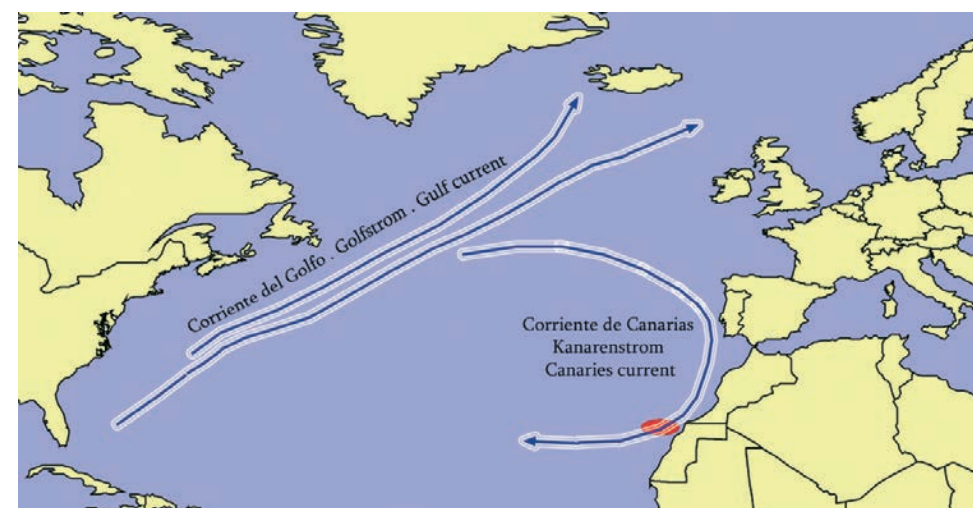 Corriente del Golfo . Golfstrom . Gulf current
Corriente de Canarias
Kanarenstrom
Canaries current